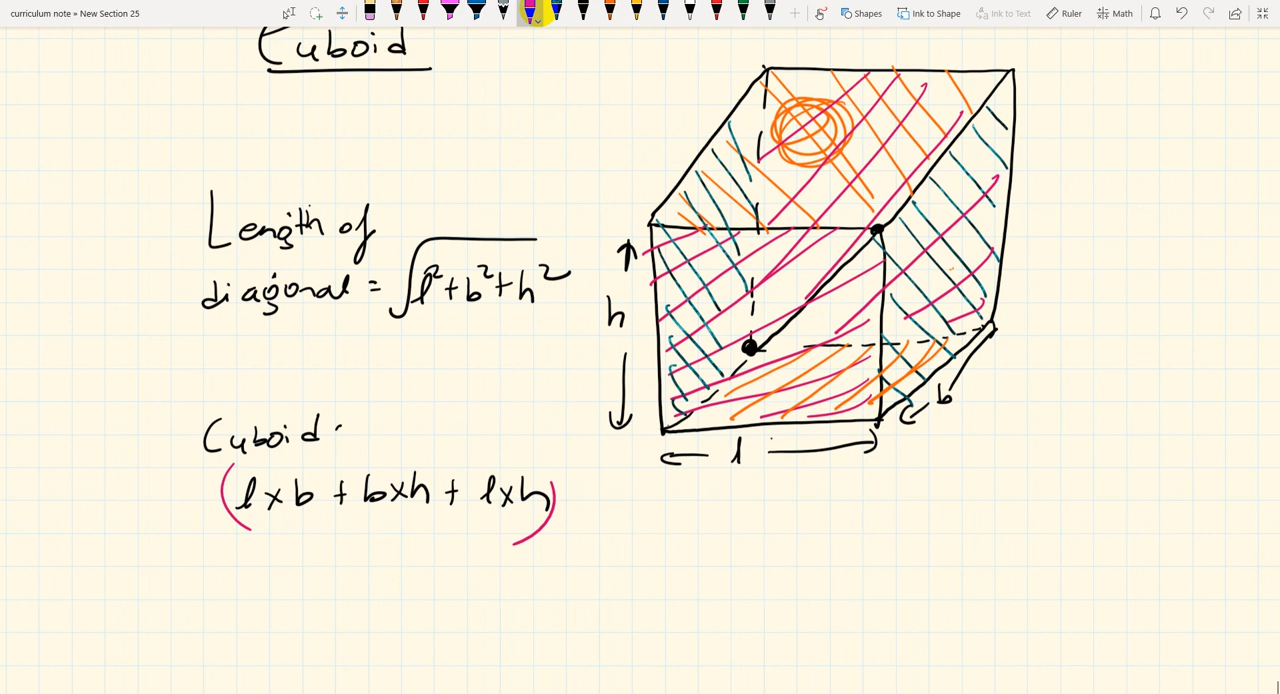 curriculum note » New Section 25
Shapes Ink to Shape Ink to Text Ruler Math
Cuboid
Length of
diagonal = √l²+b²+h²
h
b
l
Cuboid
(l×b + b×h + l×h)